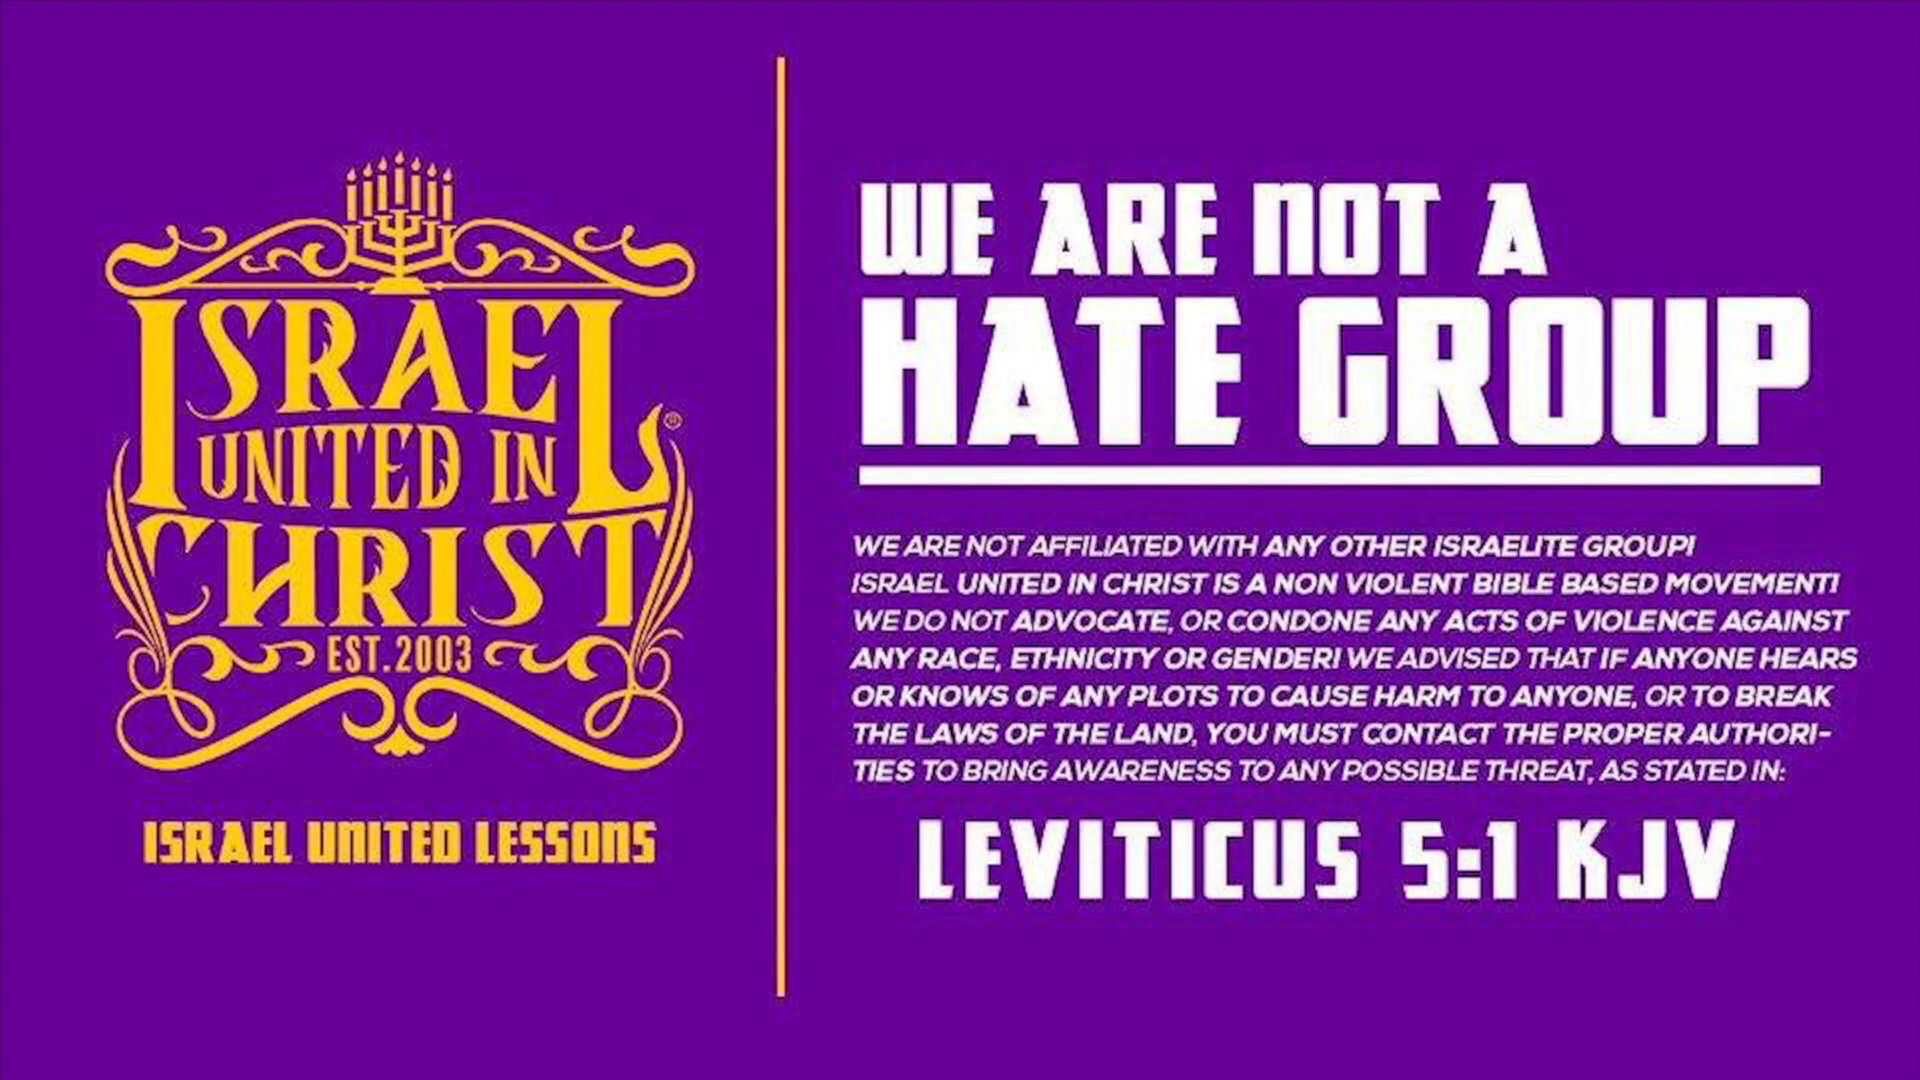 ISRAEL
UNITED IN
CHRIST
®
EST.2003
ISRAEL UNITED LESSONS
WE ARE NOT A
HATE GROUP
WE ARE NOT AFFILIATED WITH ANY OTHER ISRAELITE GROUP!
ISRAEL UNITED IN CHRIST IS A NON VIOLENT BIBLE BASED MOVEMENT!
WE DO NOT ADVOCATE, OR CONDONE ANY ACTS OF VIOLENCE AGAINST
ANY RACE, ETHNICITY OR GENDER! WE ADVISED THAT IF ANYONE HEARS
OR KNOWS OF ANY PLOTS TO CAUSE HARM TO ANYONE, OR TO BREAK
THE LAWS OF THE LAND, YOU MUST CONTACT THE PROPER AUTHORI-
TIES TO BRING AWARENESS TO ANY POSSIBLE THREAT, AS STATED IN:
LEVITICUS 5:1 KJV